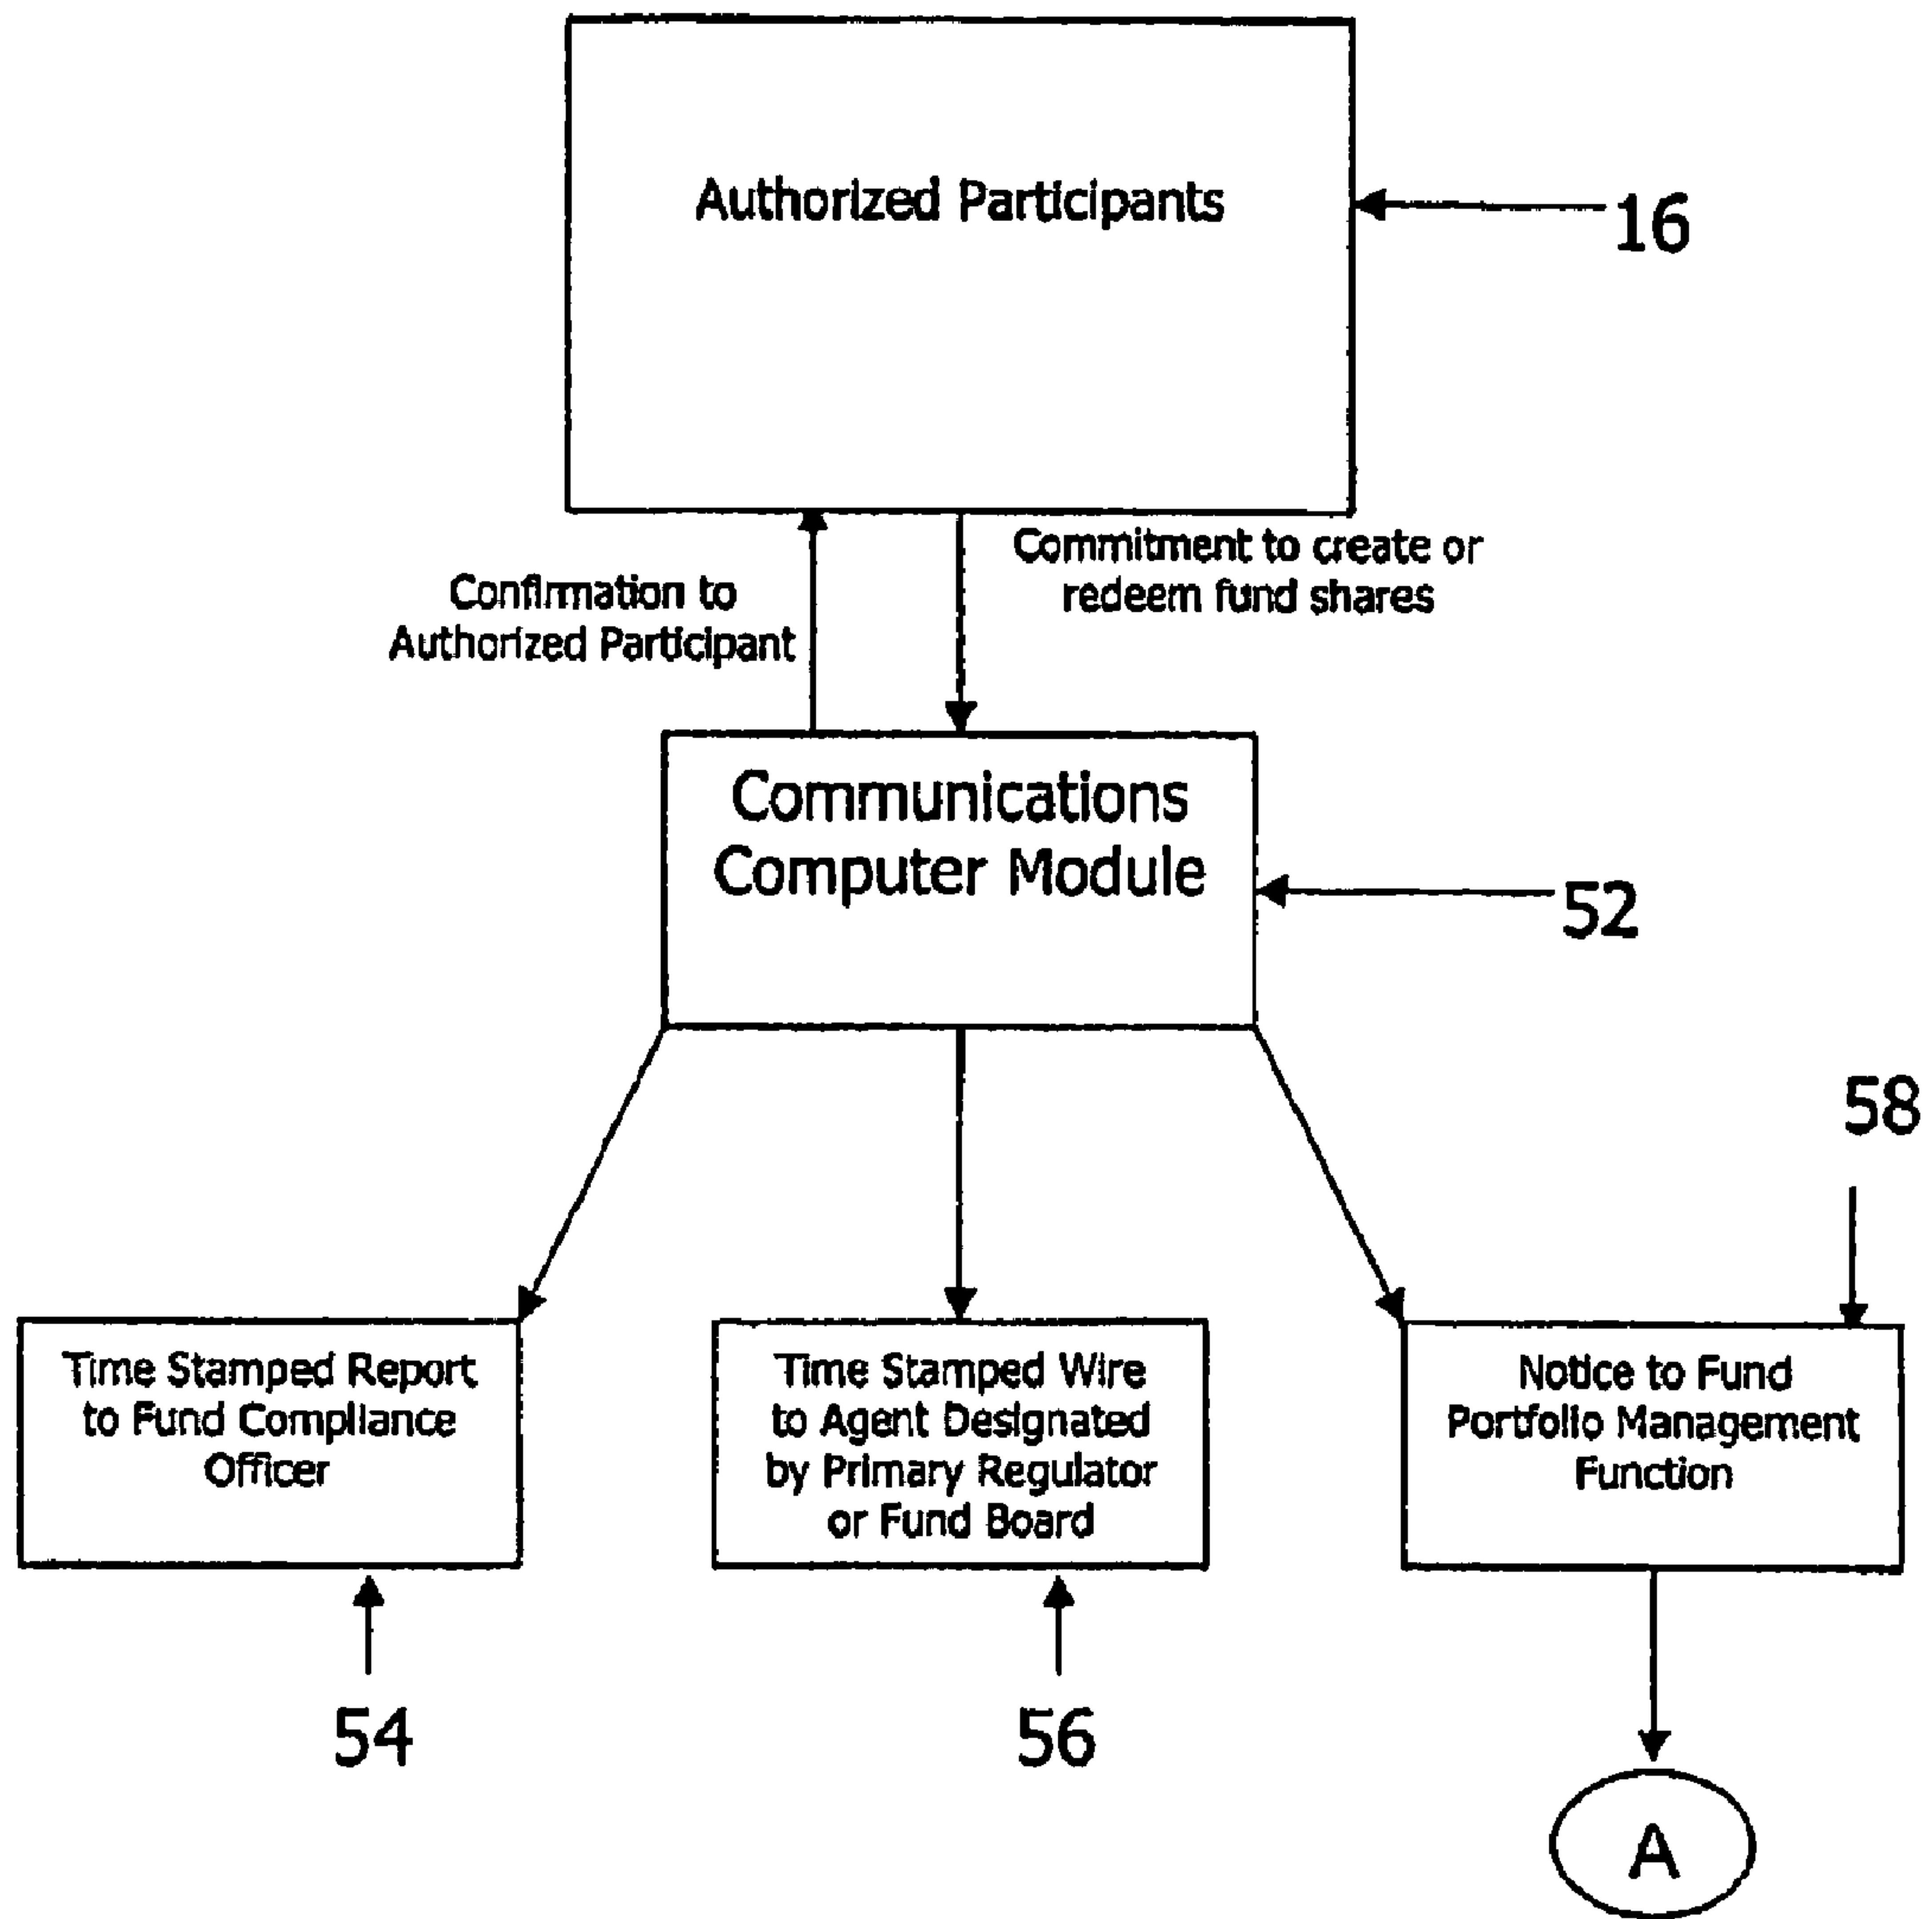 Authorized Participants
16
Commitment to create or
redeem fund shares
Confirmation to
Authorized Participant
Communications
Computer Module
52
58
Time Stamped Report
to Fund Compliance
Officer
Time Stamped Wire
to Agent Designated
by Primary Regulator
or Fund Board
Notice to Fund
Portfolio Management
Function
54
56
A